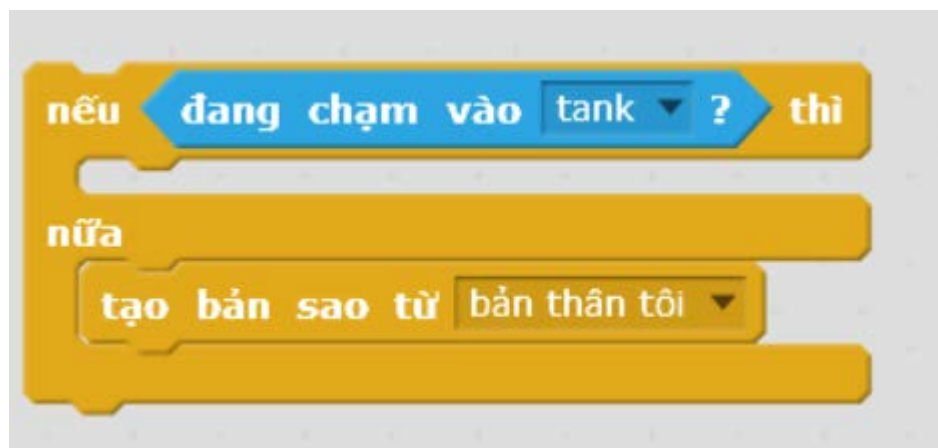 nếu đang chạm vào tank ? thì
nữa
tạo bản sao từ bản thân tôi